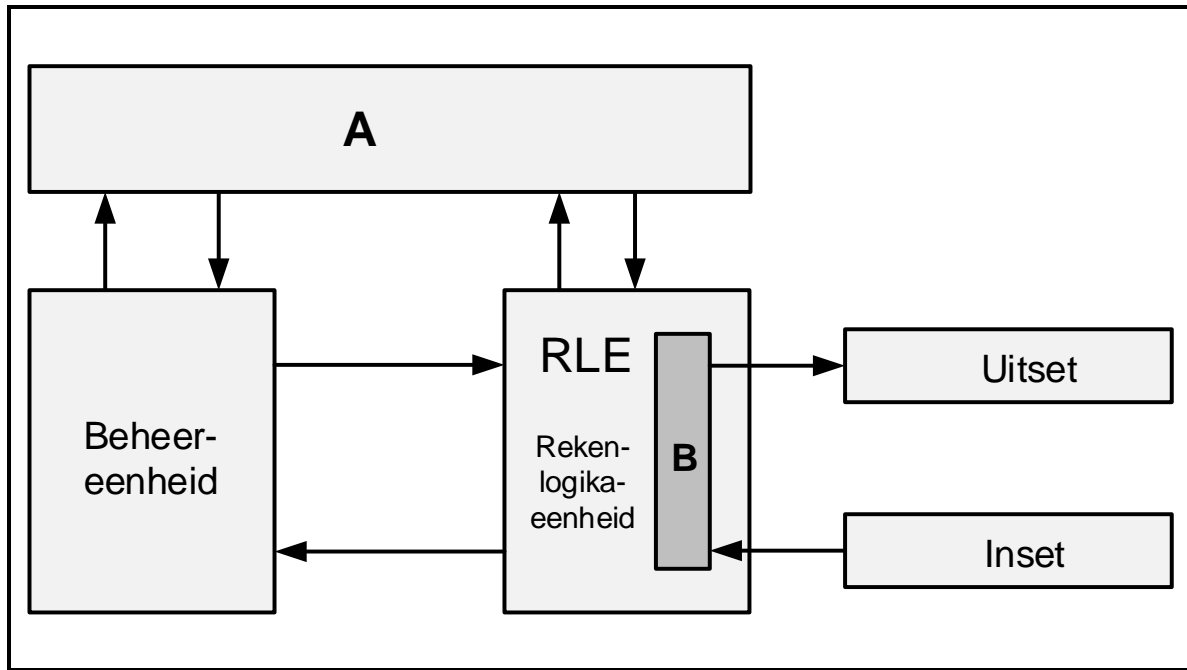 A
Beheer-
eenheid
RLE
Reken-
logika-
eenheid
B
Uitset
Inset